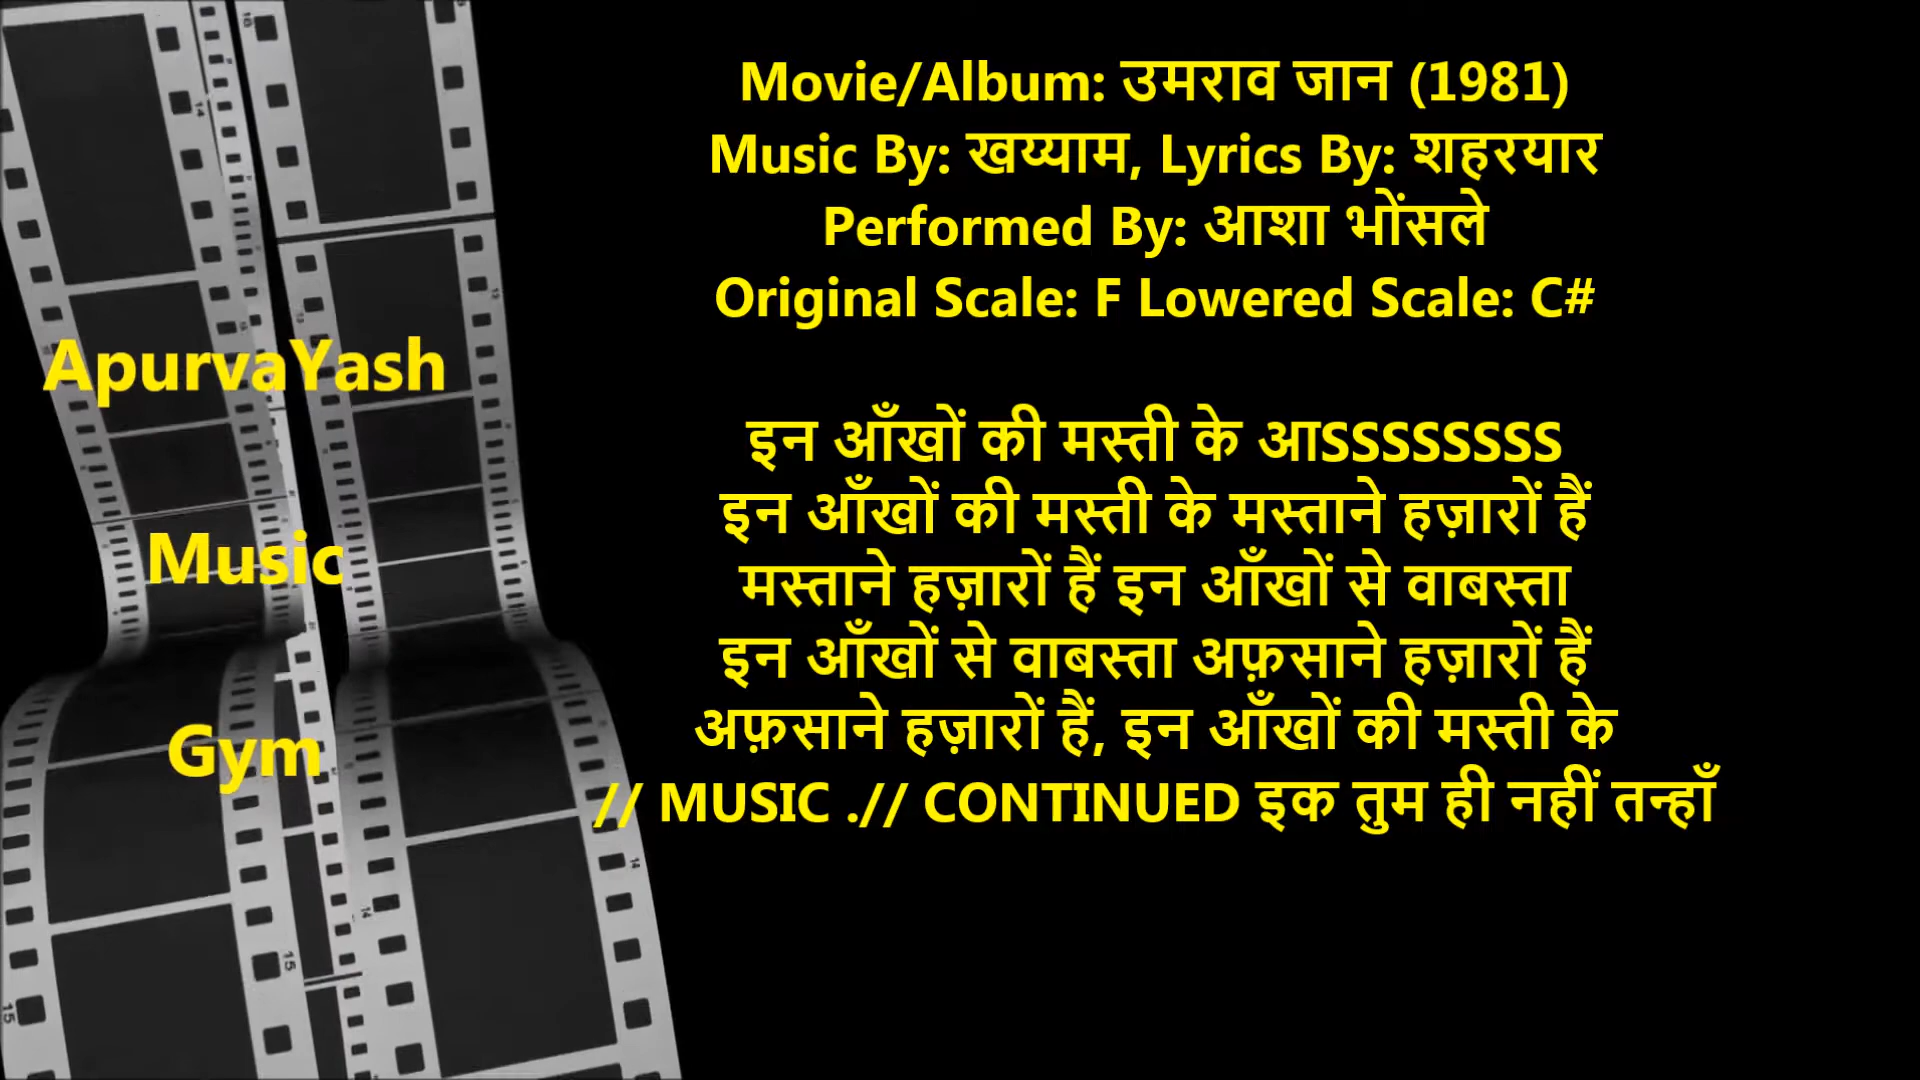 Movie/Album: उमराव जान (1981)
Music By: खय्याम, Lyrics By: शहरयार
Performed By: आशा भोंसले
Original Scale: F Lowered Scale: C#
ApurvaYash
Music
Gym
इन आँखों की मस्ती के आSSSSSSSS
इन आँखों की मस्ती के मस्ताने हज़ारों हैं
मस्ताने हज़ारों हैं इन आँखों से वाबस्ता
इन आँखों से वाबस्ता अफ़साने हज़ारों हैं
अफ़साने हज़ारों हैं, इन आँखों की मस्ती के
// MUSIC .// CONTINUED इक तुम ही नहीं तन्हाँ